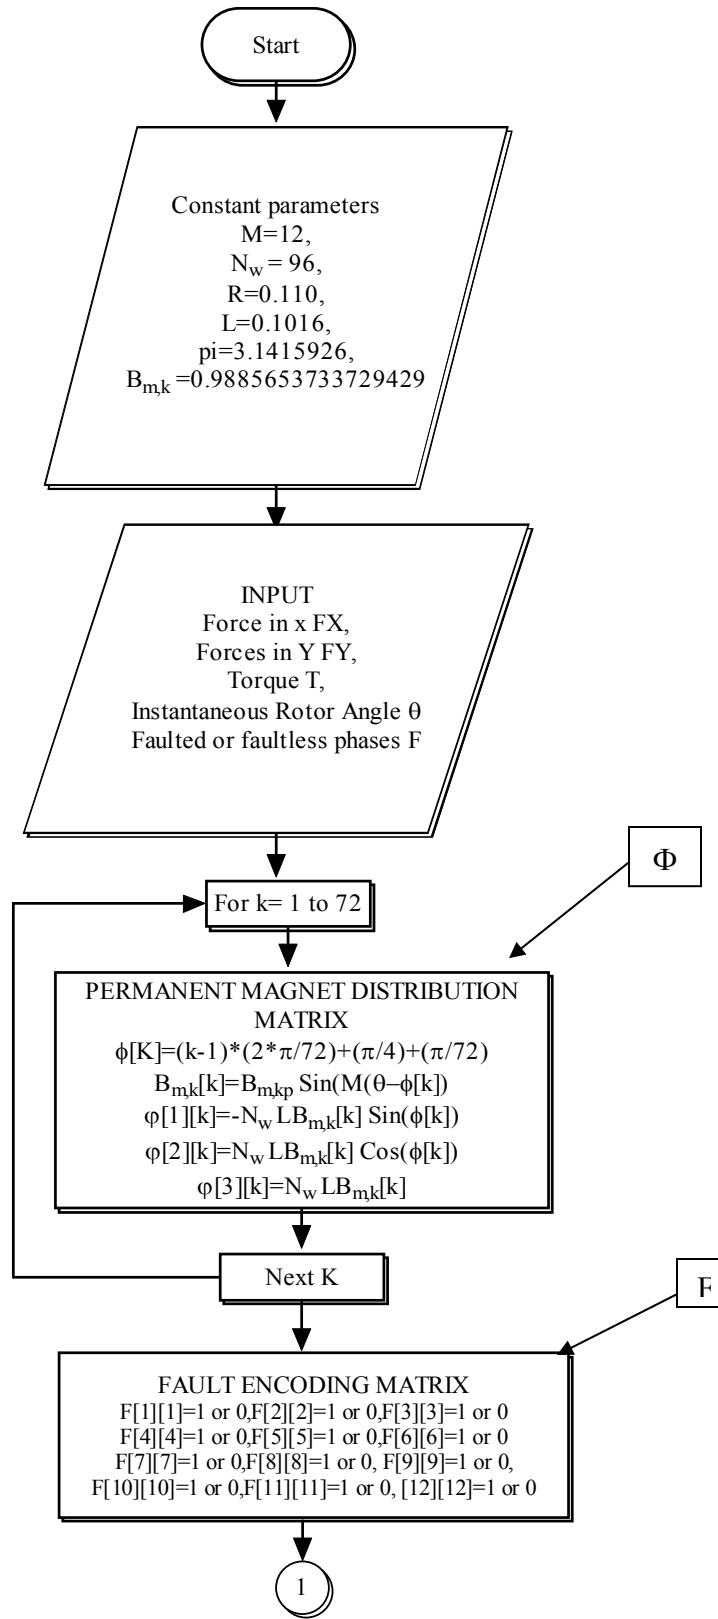 Start
Constant parameters
M=12,
N_w = 96,
R=0.110,
L=0.1016,
pi=3.1415926,
B_m,k =0.9885653733729429
INPUT
Force in x FX,
Forces in Y FY,
Torque T,
Instantaneous Rotor Angle θ
Faulted or faultless phases F
Φ
For k= 1 to 72
PERMANENT MAGNET DISTRIBUTION
MATRIX
ϕ[K]=(k-1)*(2*π/72)+(π/4)+(π/72)
B_m,k[k]=B_m,kp Sin(M(θ–ϕ[k])
φ[1][k]=-N_w LB_m,k[k] Sin(ϕ[k])
φ[2][k]=N_w LB_m,k[k] Cos(ϕ[k])
φ[3][k]=N_w LB_m,k[k]
Next K
F
FAULT ENCODING MATRIX
F[1][1]=1 or 0,F[2][2]=1 or 0,F[3][3]=1 or 0
F[4][4]=1 or 0,F[5][5]=1 or 0,F[6][6]=1 or 0
F[7][7]=1 or 0,F[8][8]=1 or 0, F[9][9]=1 or 0,
F[10][10]=1 or 0,F[11][11]=1 or 0, [12][12]=1 or 0
1